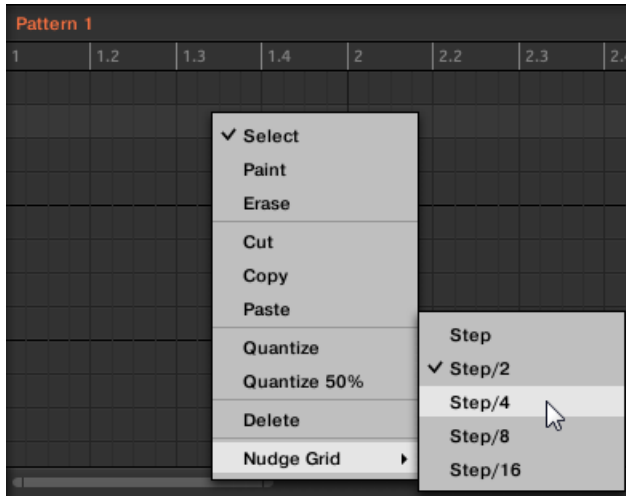 Pattern 1
1 1.2 1.3 1.4 2 2.2 2.3
Select
Paint
Erase
Cut
Copy
Paste
Quantize
Quantize 50%
Delete
Nudge Grid
Step
Step/2
Step/4
Step/8
Step/16